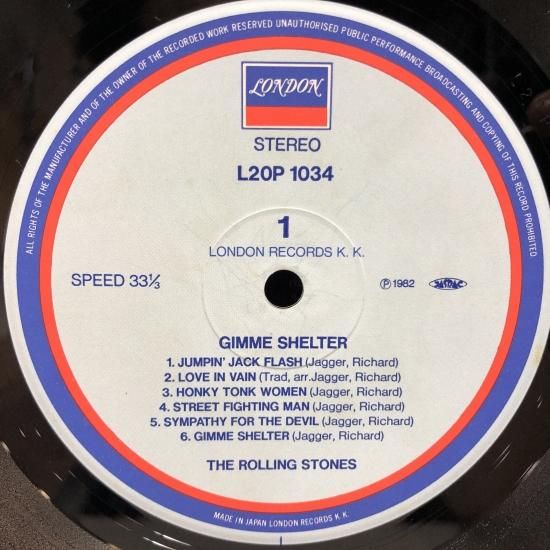 ALL RIGHTS OF THE MANUFACTURER AND OF THE OWNER OF THE RECORDED WORK RESERVED UNAUTHORISED PUBLIC PERFORMANCE BROADCASTING AND COPYING OF THIS RECORD PROHIBITED
LONDON
STEREO
L20P 1034
1
LONDON RECORDS K. K.
SPEED 33⅓
Ⓟ1982
JASRAC
GIMME SHELTER
1. JUMPIN' JACK FLASH (Jagger, Richard)
2. LOVE IN VAIN (Trad, arr.Jagger, Richard)
3. HONKY TONK WOMEN (Jagger, Richard)
4. STREET FIGHTING MAN (Jagger, Richard)
5. SYMPATHY FOR THE DEVIL (Jagger, Richard)
6. GIMME SHELTER (Jagger, Richard)
THE ROLLING STONES
MADE IN JAPAN LONDON RECORDS K. K.